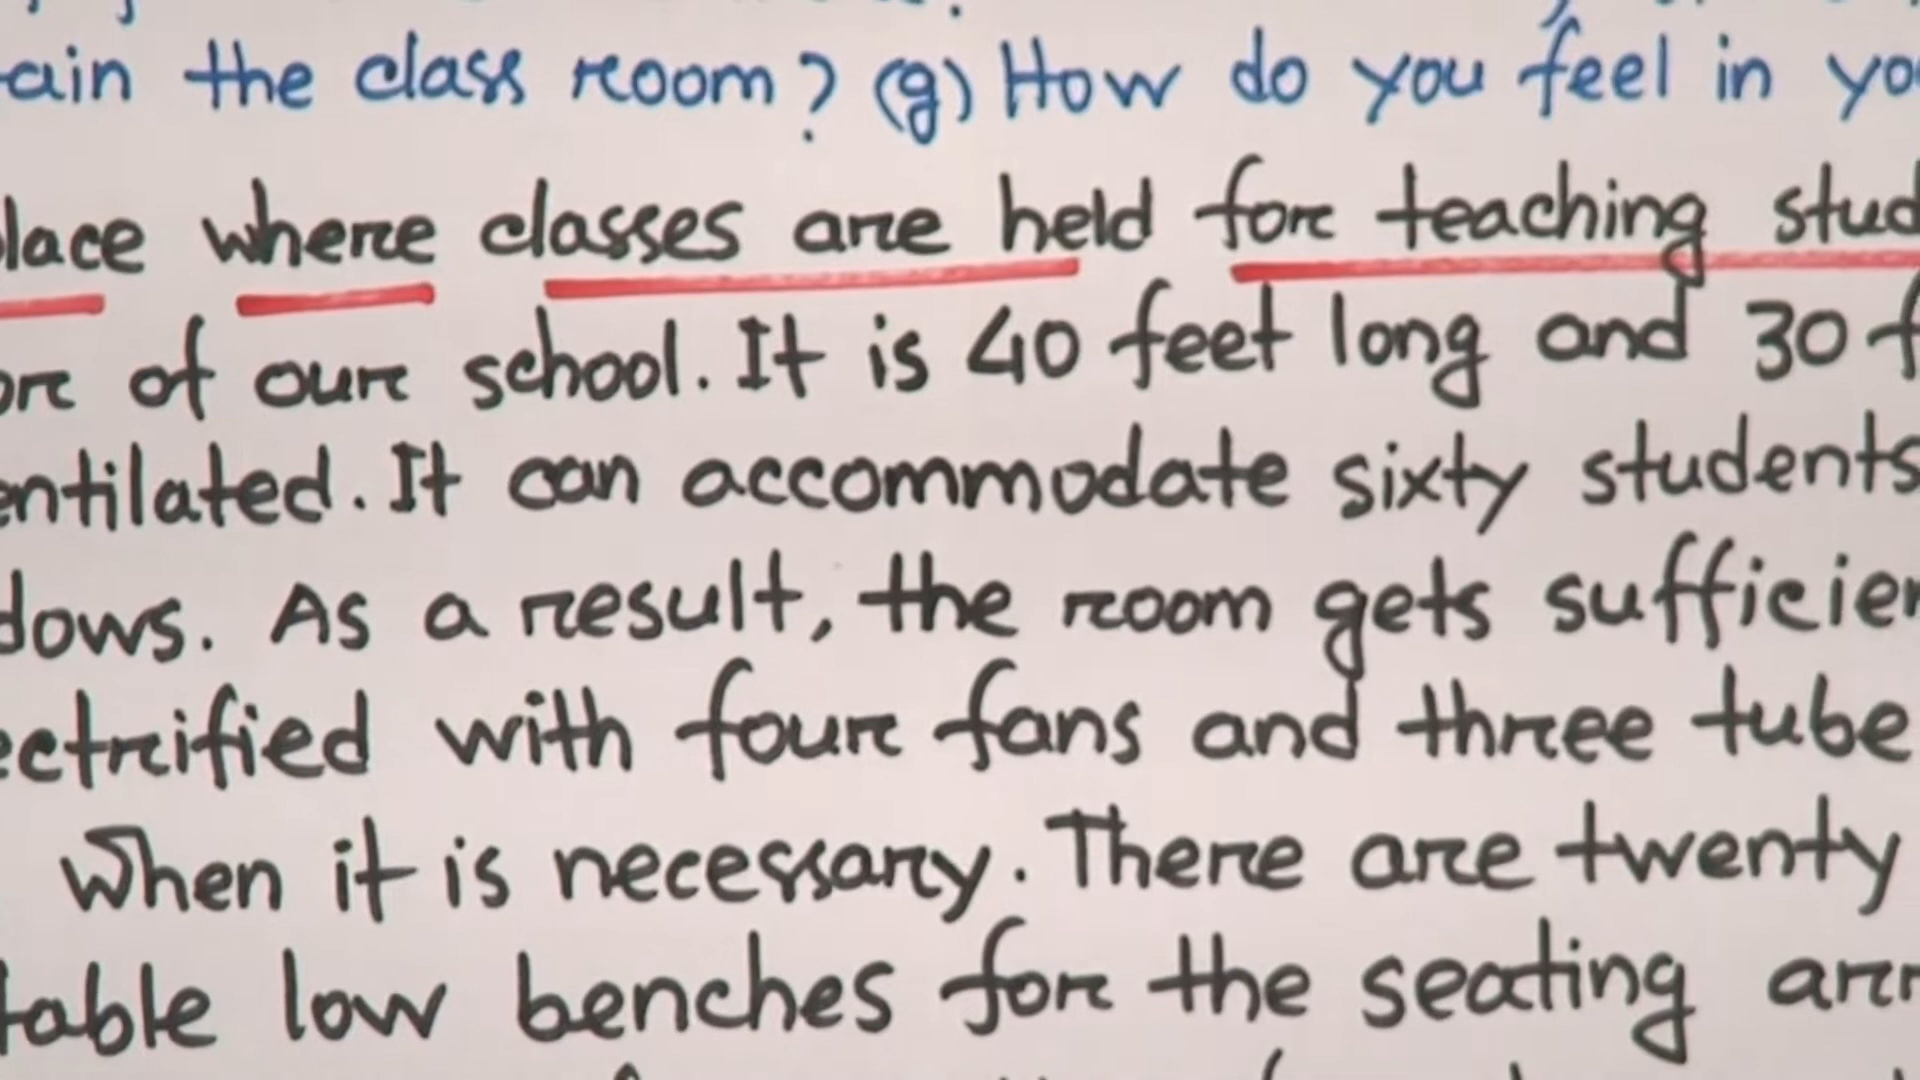 ain the class room? (g) How do you feel in yo
lace where classes are held for teaching stud
or of our school. It is 40 feet long and 30 f
entilated. It can accommodate sixty students
dows. As a result, the room gets sufficien
ectrified with four fans and three tube
When it is necessary. There are twenty
table low benches for the seating arr